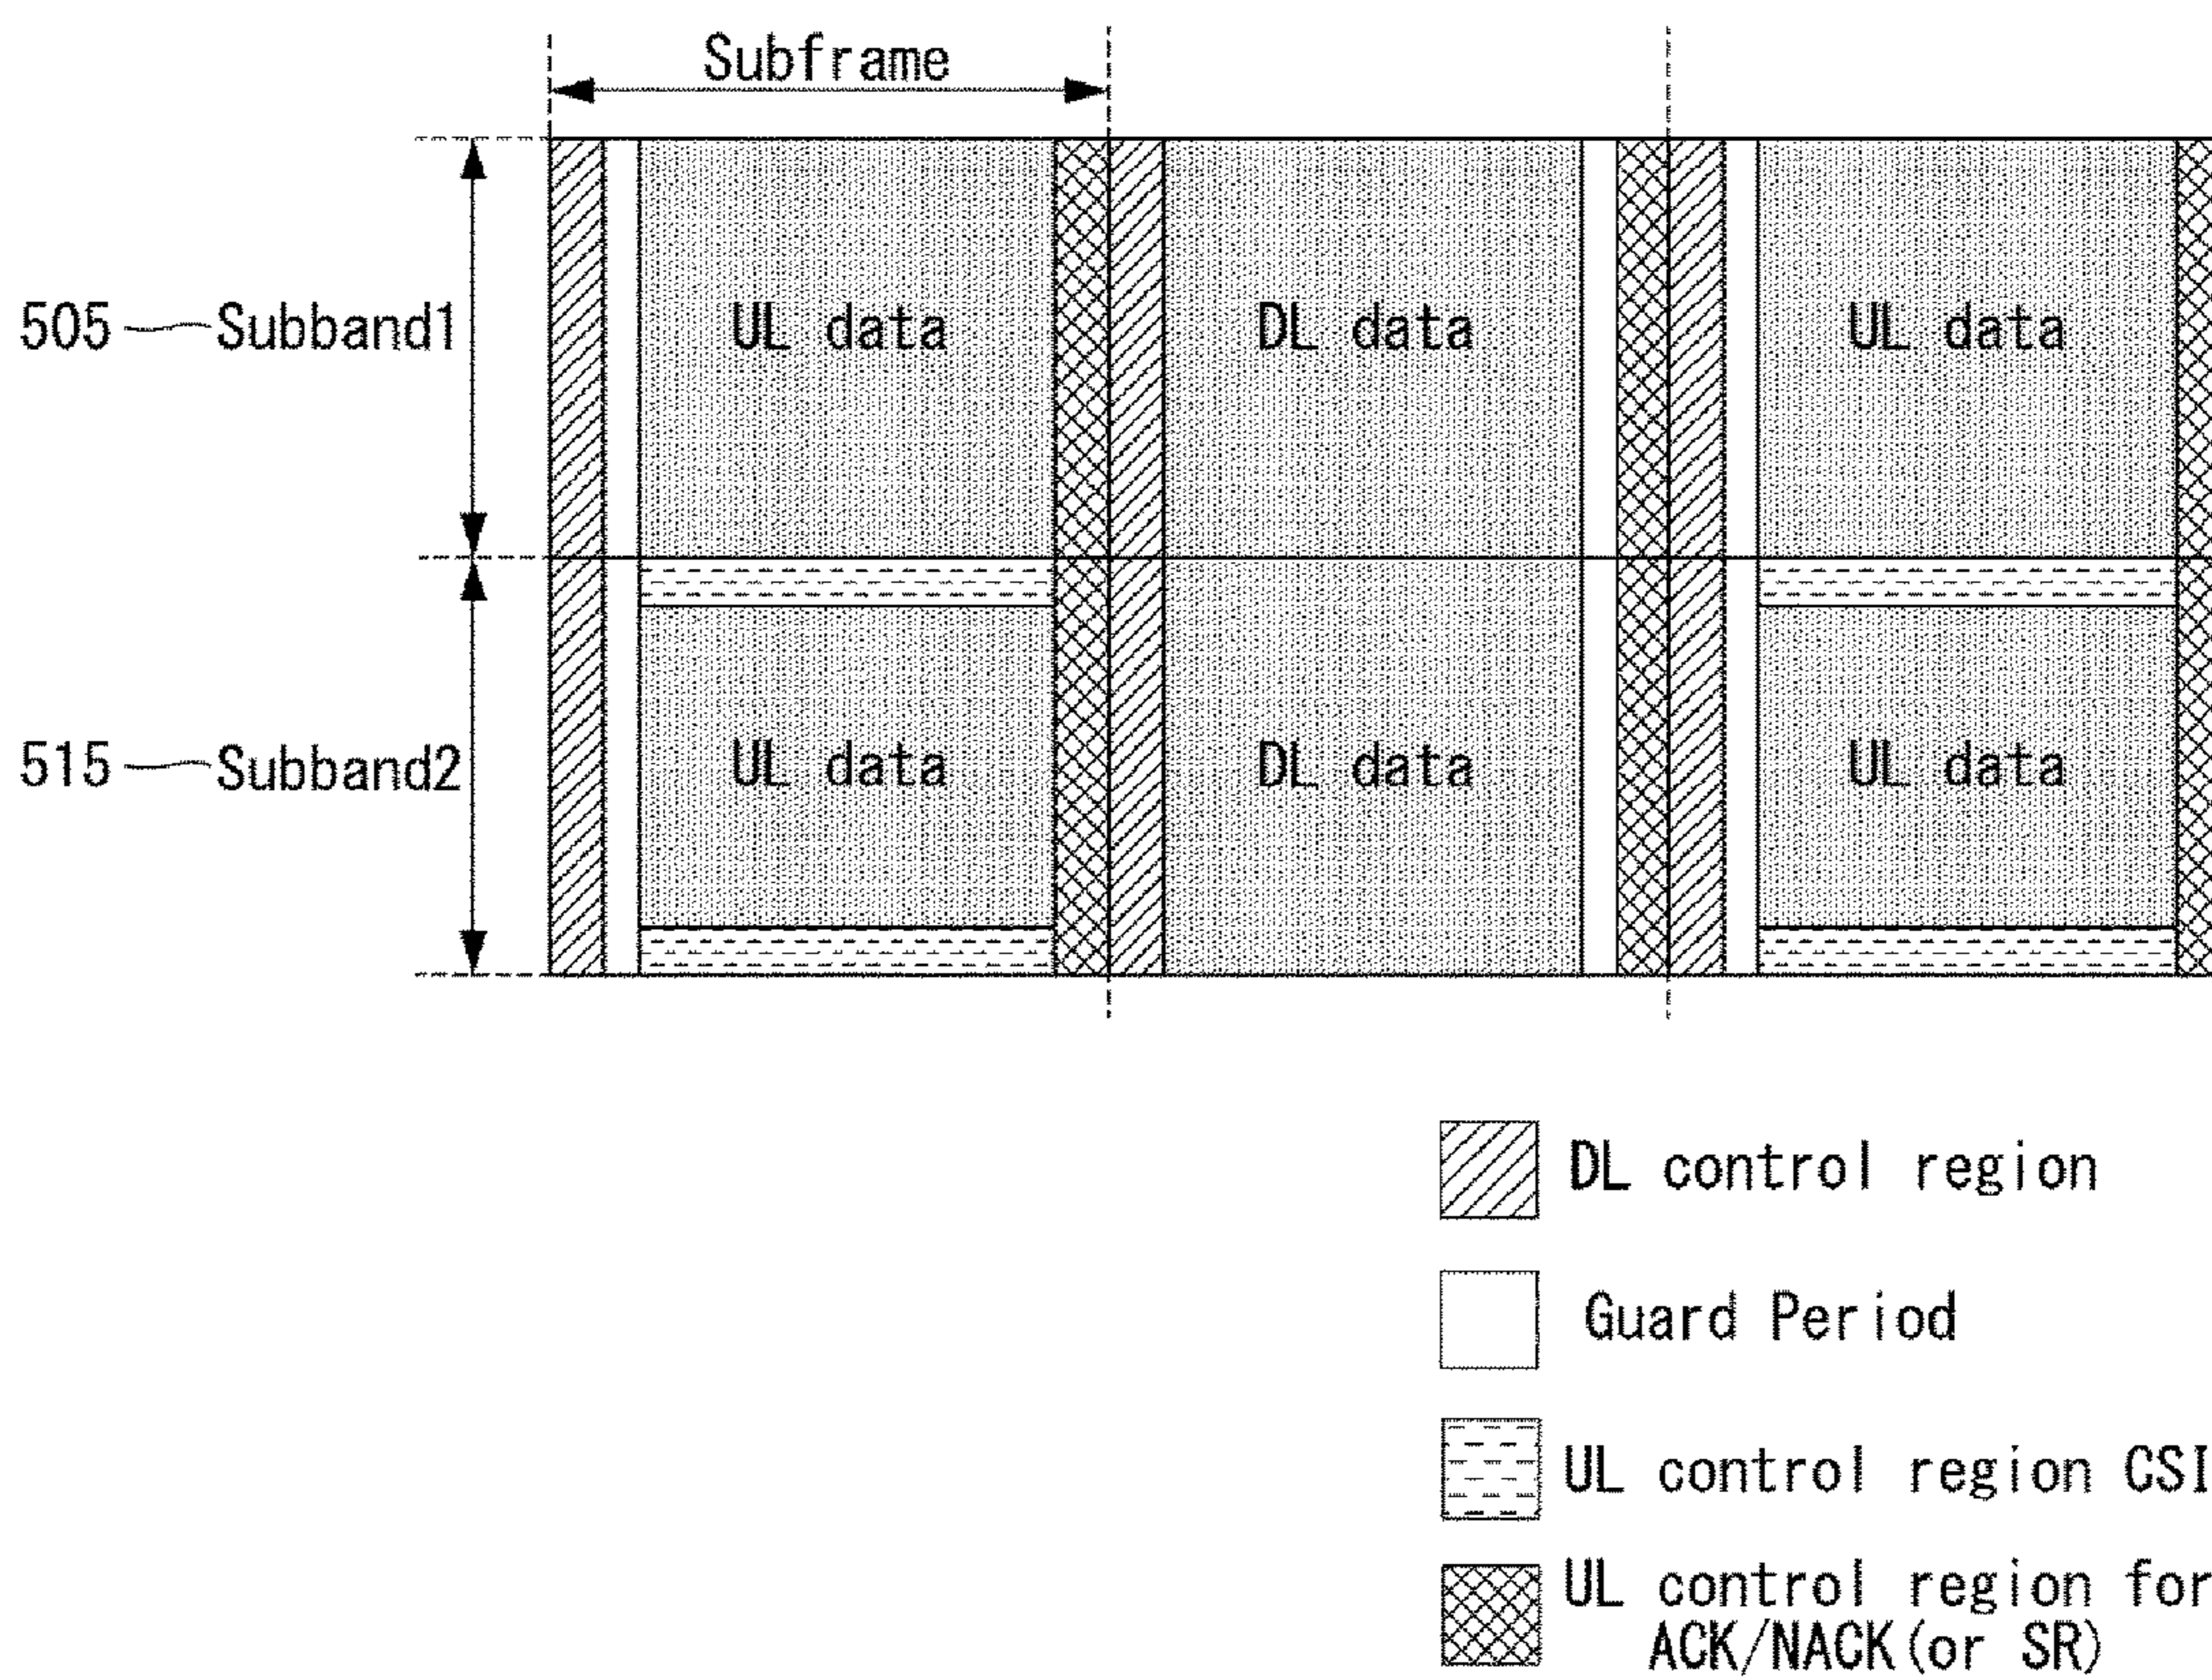 Subframe
505 Subband1
UL data
DL data
UL data
515 Subband2
UL data
DL data
UL data
DL control region
Guard Period
UL control region CSI
UL control region for
ACK/NACK(or SR)